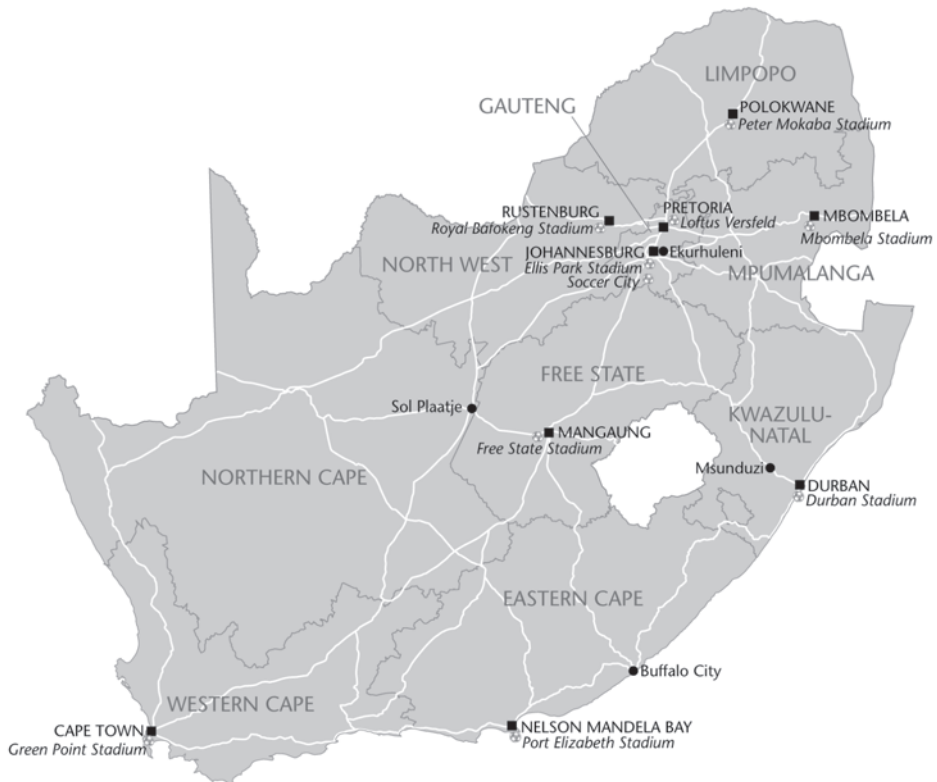 LIMPOPO
GAUTENG
POLOKWANE
Peter Mokaba Stadium
RUSTENBURG
Royal Bafokeng Stadium
PRETORIA
Loftus Versfeld
MBOMBELA
Mbombela Stadium
NORTH WEST
JOHANNESBURG
Ekurhuleni
Ellis Park Stadium
Soccer City
MPUMALANGA
FREE STATE
Sol Plaatje
KWAZULU-
NATAL
MANGAUNG
Free State Stadium
NORTHERN CAPE
Msunduzi
DURBAN
Durban Stadium
EASTERN CAPE
Buffalo City
WESTERN CAPE
CAPE TOWN
Green Point Stadium
NELSON MANDELA BAY
Port Elizabeth Stadium